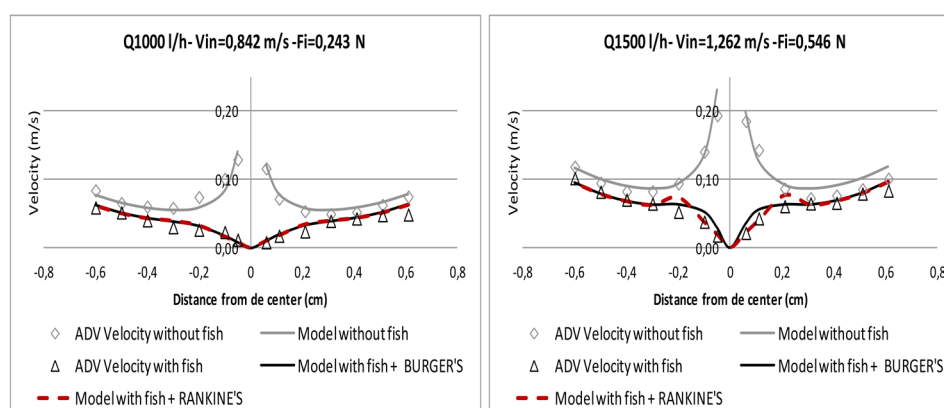 Q1000 l/h- Vin=0,842 m/s -Fi=0,243 N
Velocity (m/s)
0,20
0,10
0,00
-0,8 -0,6 -0,4 -0,2 0 0,2 0,4 0,6 0,8
Distance from de center (cm)
ADV Velocity without fish Model without fish
ADV Velocity with fish Model with fish + BURGER'S
Model with fish + RANKINE'S
Q1500 l/h- Vin=1,262 m/s -Fi=0,546 N
Velocity (m/s)
0,20
0,10
0,00
-0,8 -0,6 -0,4 -0,2 0 0,2 0,4 0,6 0,8
Distance from de center (cm)
ADV Velocity without fish Model without fish
ADV Velocity with fish Model with fish + BURGER'S
Model with fish + RANKINE'S